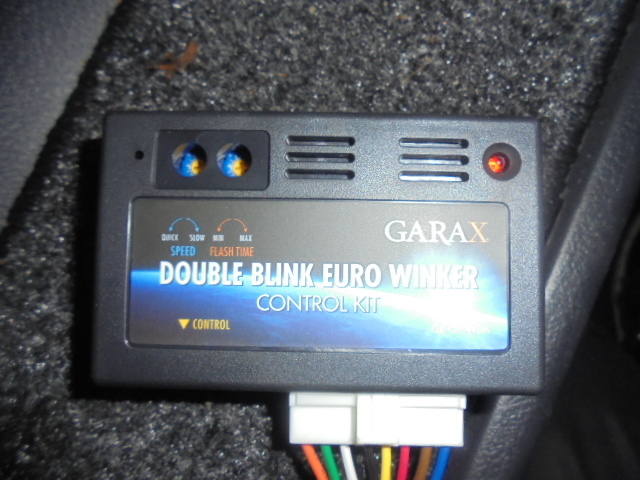 GARAX
QUICK SLOW MIN MAX
SPEED FLASH TIME
DOUBLE BLINK EURO WINKER
CONTROL KIT
▼ CONTROL